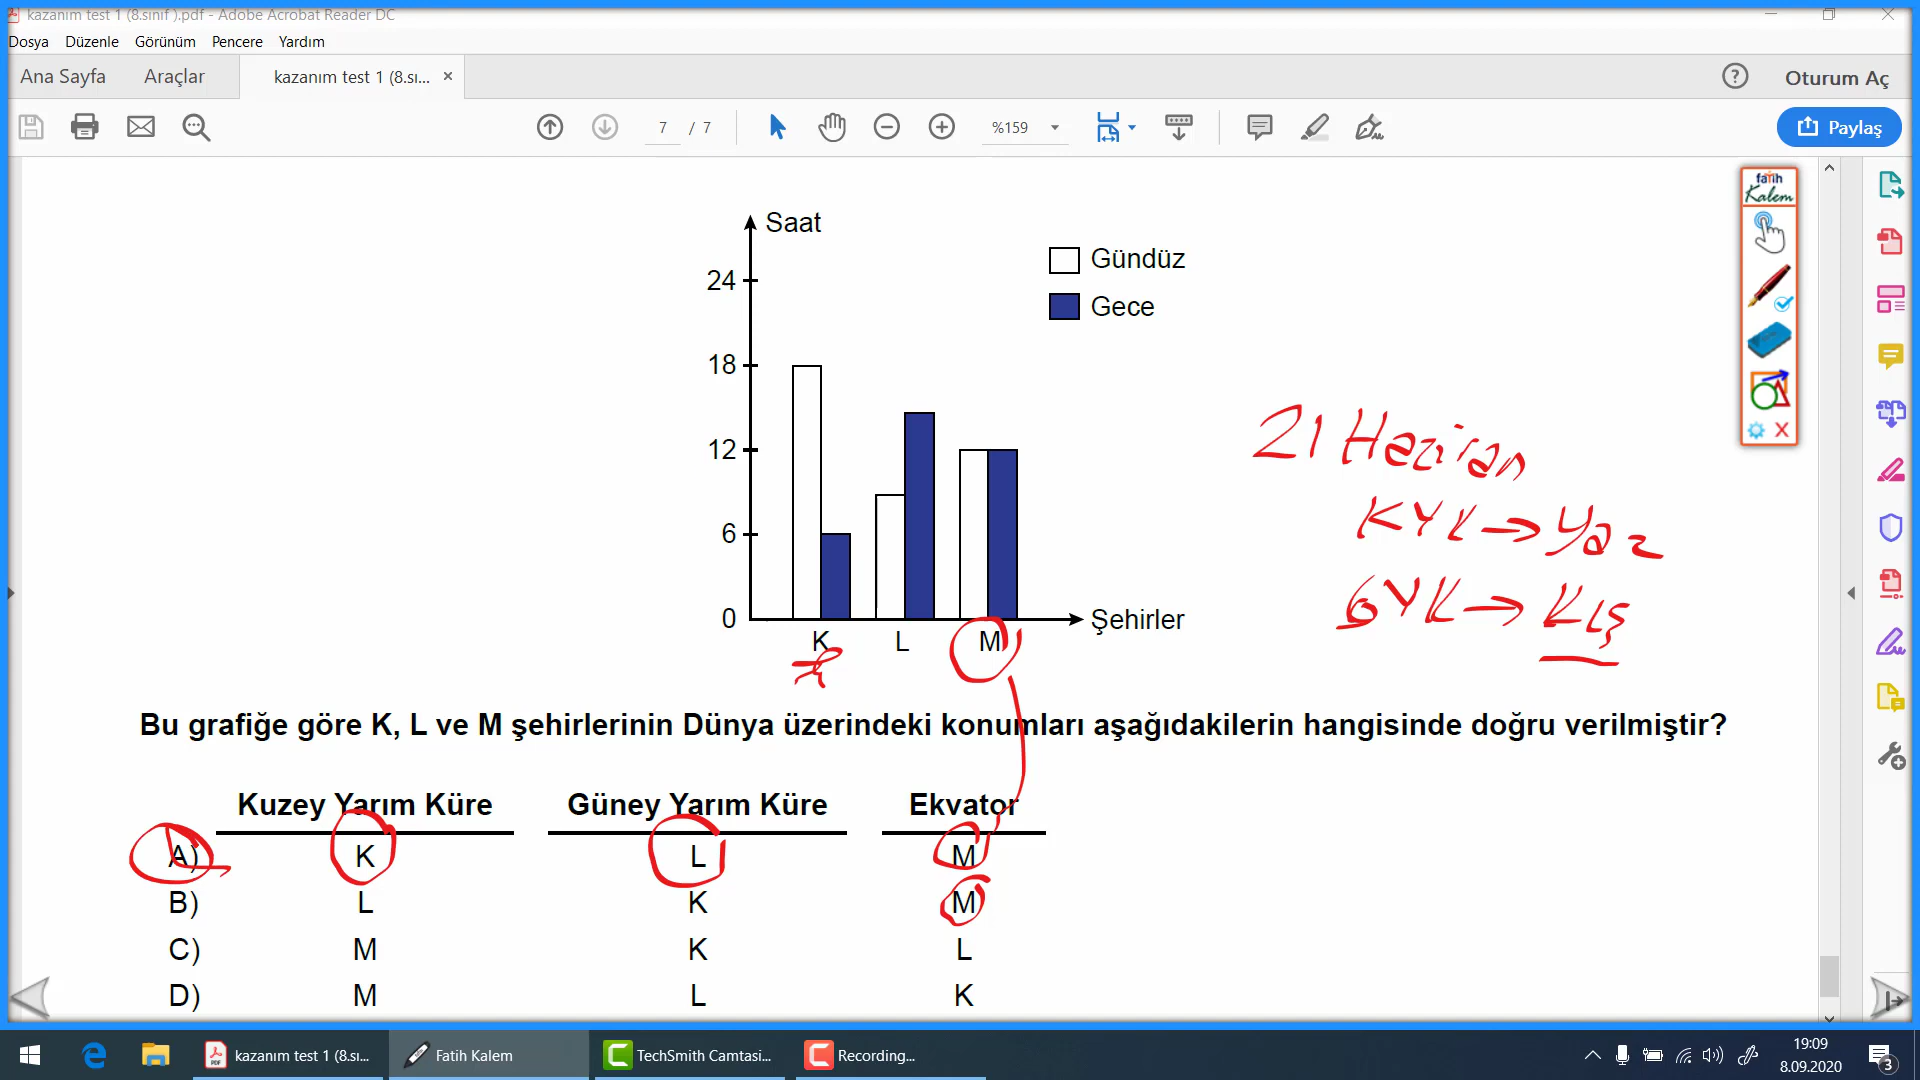 kazanım test 1 (8.sınıf ).pdf - Adobe Acrobat Reader DC
Dosya Düzenle Görünüm Pencere Yardım
Ana Sayfa Araçlar kazanım test 1 (8.sı... × Oturum Aç
7 / 7 %159 Paylaş
fatih
Kalem
Saat
Gündüz
Gece
24
18
12
6
0
K L M Şehirler
21 Haziran
KYK → Yaz
GYK → Kış
Bu grafiğe göre K, L ve M şehirlerinin Dünya üzerindeki konumları aşağıdakilerin hangisinde doğru verilmiştir?
Kuzey Yarım Küre Güney Yarım Küre Ekvator
A) K L M
B) L K M
C) M K L
D) M L K
kazanım test 1 (8.sı... Fatih Kalem TechSmith Camtasi... Recording...
19:09
8.09.2020
3